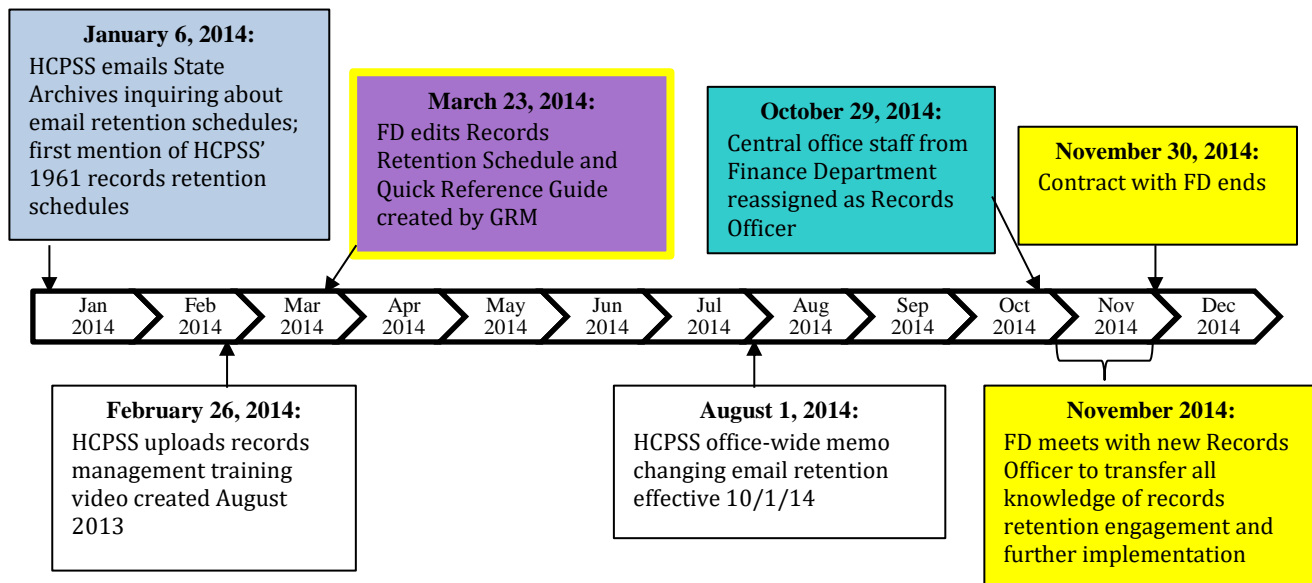 January 6, 2014:
HCPSS emails State
Archives inquiring about
email retention schedules;
first mention of HCPSS’
1961 records retention
schedules
March 23, 2014:
FD edits Records
Retention Schedule and
Quick Reference Guide
created by GRM
October 29, 2014:
Central office staff from
Finance Department
reassigned as Records
Officer
November 30, 2014:
Contract with FD ends
Jan
2014
Feb
2014
Mar
2014
Apr
2014
May
2014
Jun
2014
Jul
2014
Aug
2014
Sep
2014
Oct
2014
Nov
2014
Dec
2014
February 26, 2014:
HCPSS uploads records
management training
video created August
2013
August 1, 2014:
HCPSS office-wide memo
changing email retention
effective 10/1/14
November 2014:
FD meets with new Records
Officer to transfer all
knowledge of records
retention engagement and
further implementation